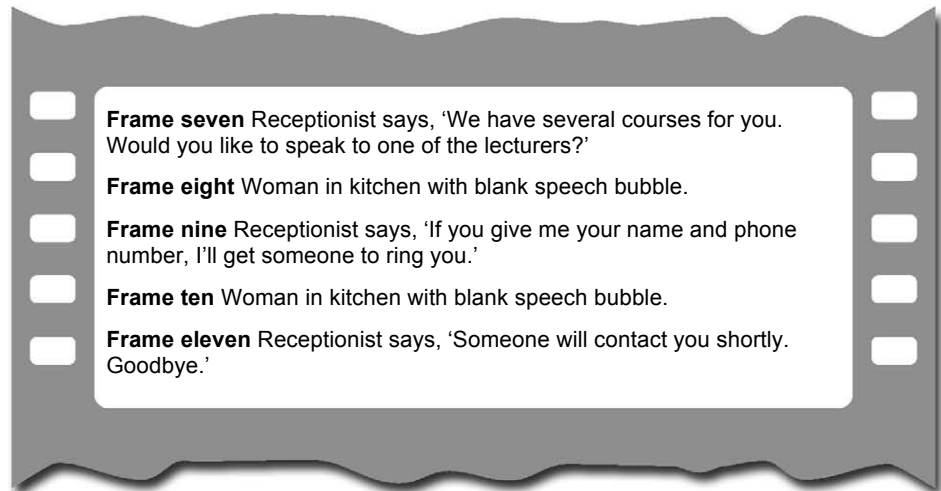 Frame seven Receptionist says, ‘We have several courses for you.
Would you like to speak to one of the lecturers?’
Frame eight Woman in kitchen with blank speech bubble.
Frame nine Receptionist says, ‘If you give me your name and phone
number, I’ll get someone to ring you.’
Frame ten Woman in kitchen with blank speech bubble.
Frame eleven Receptionist says, ‘Someone will contact you shortly.
Goodbye.’